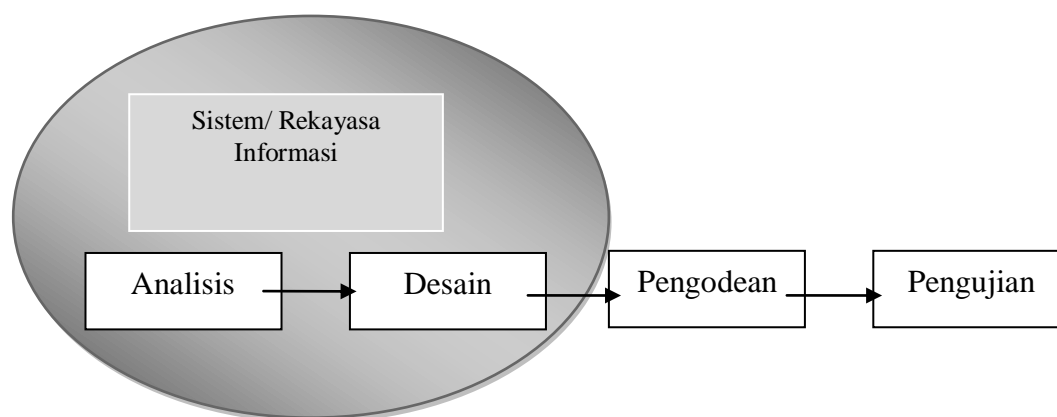 Sistem/ Rekayasa
Informasi
Analisis
Desain
Pengodean
Pengujian